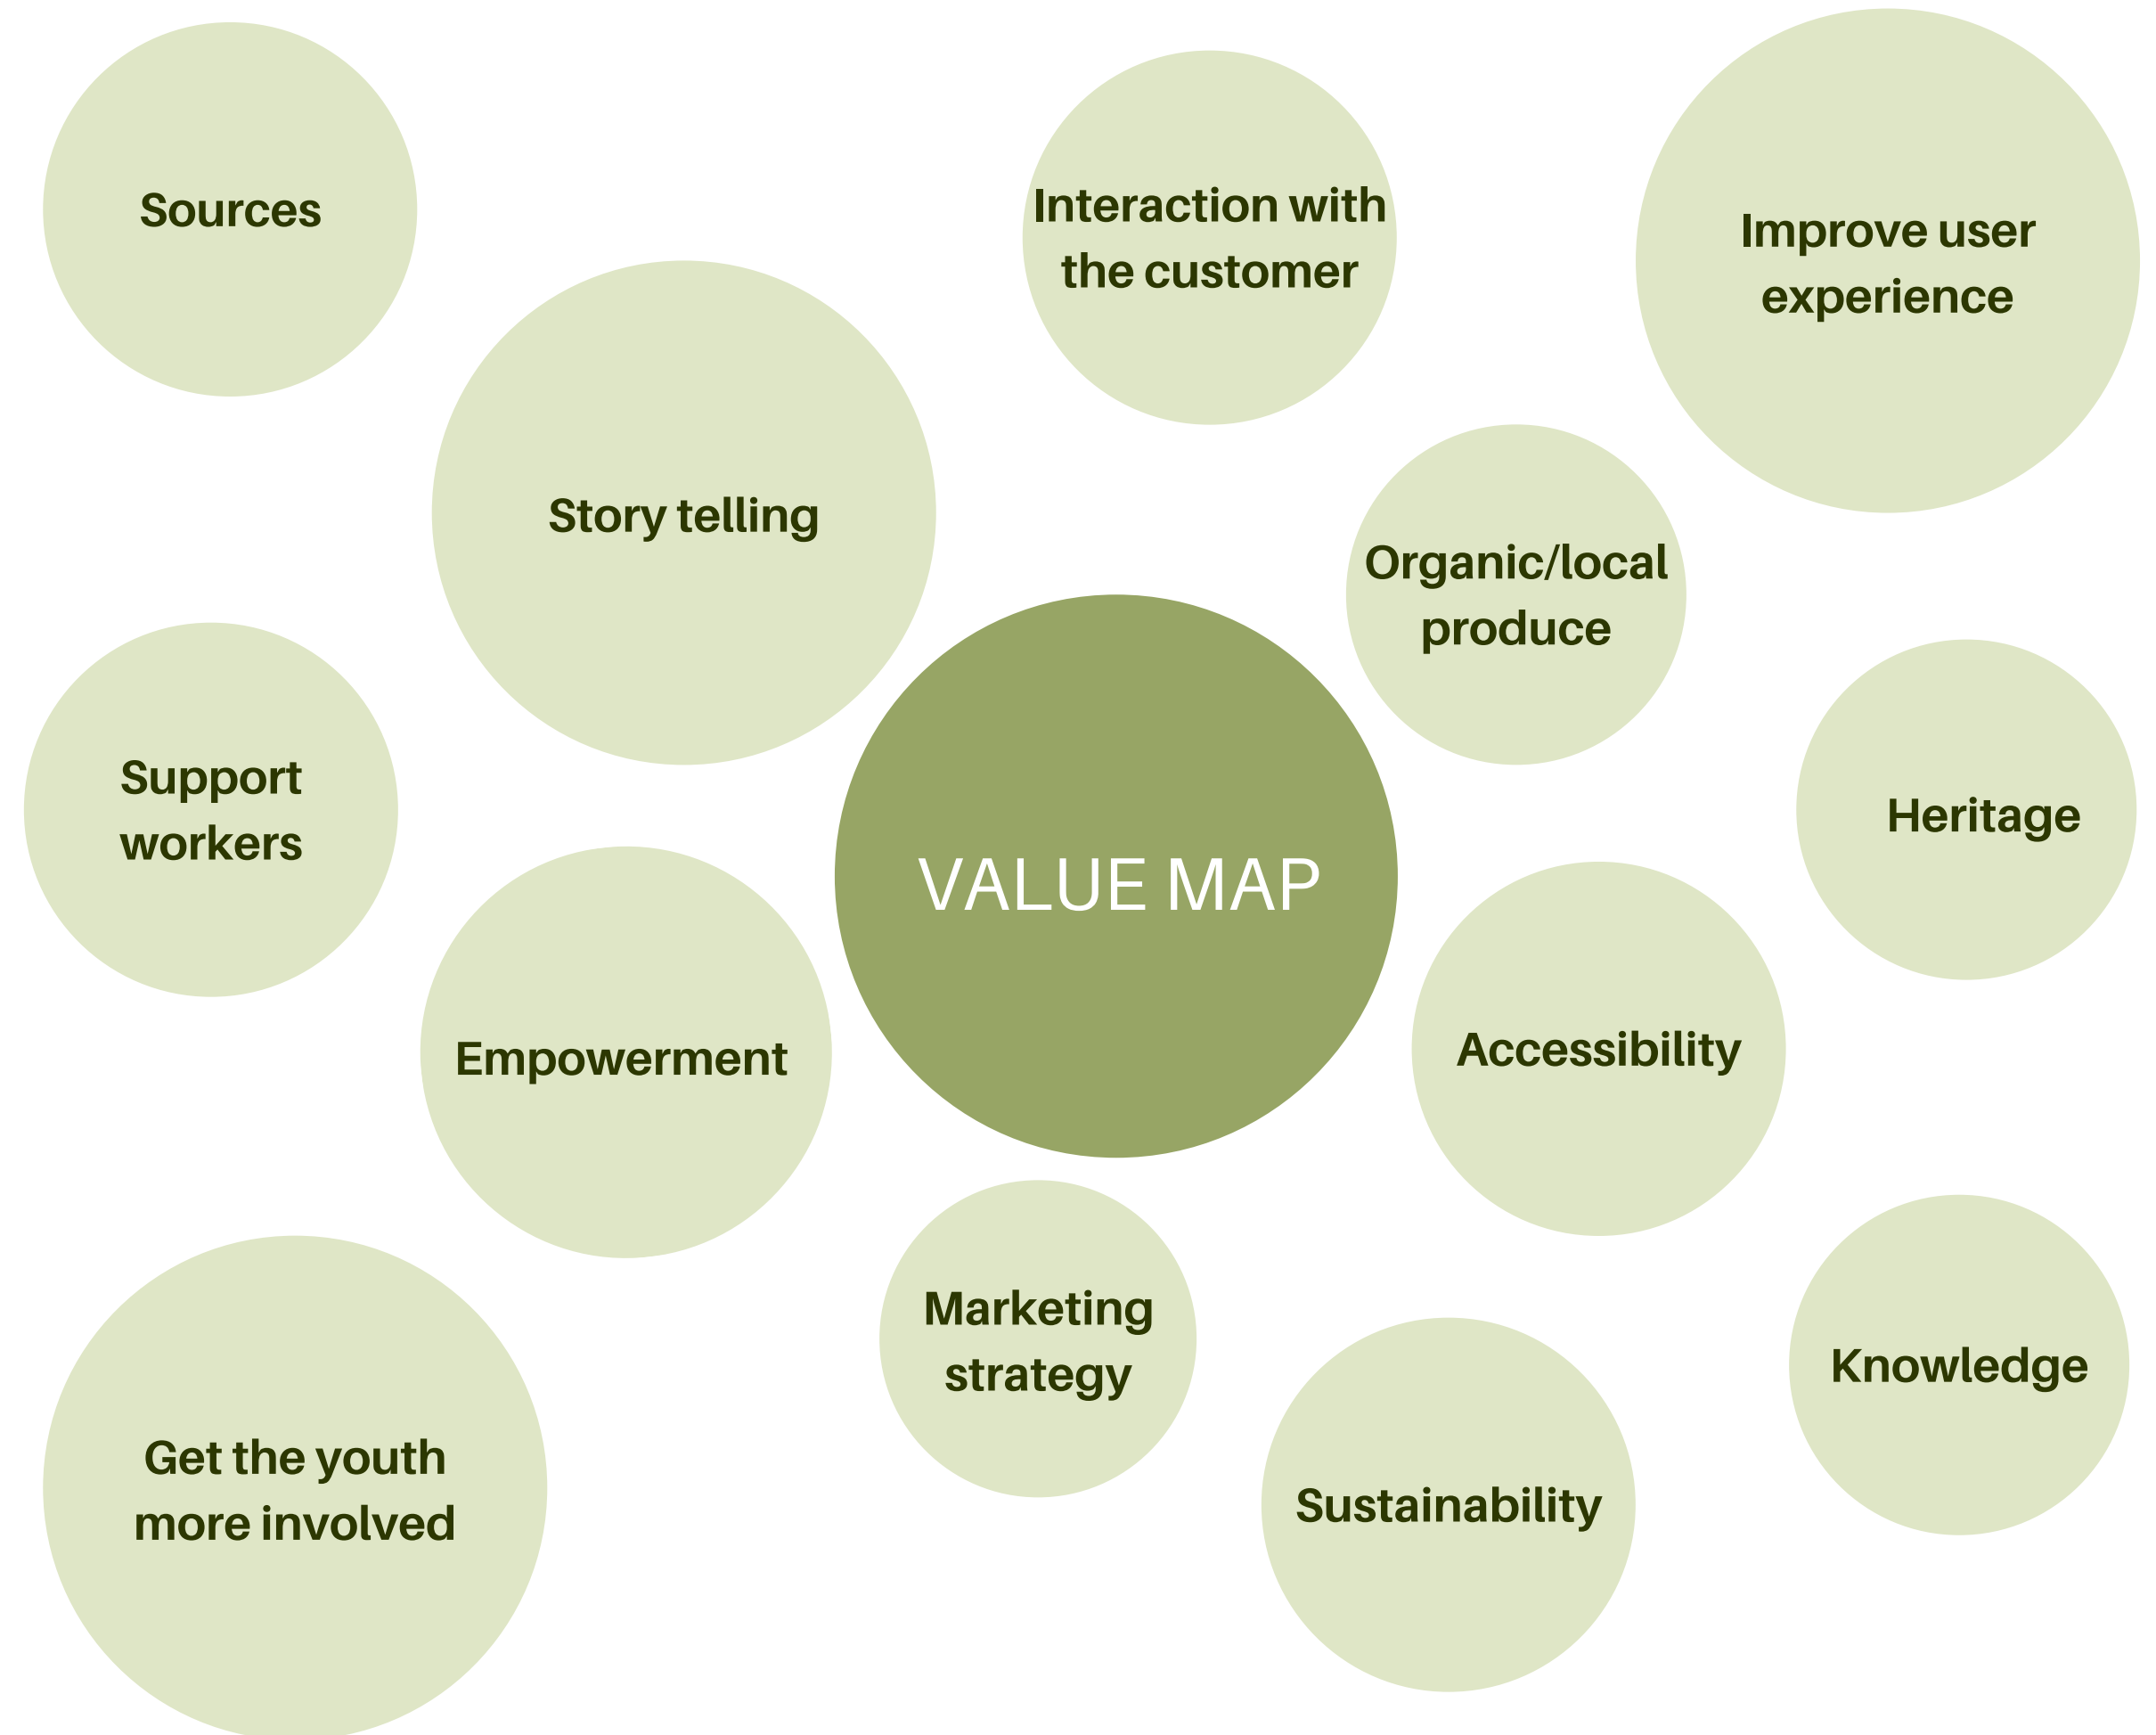 Sources
Interaction with
the customer
Improve user
experience
Story telling
Organic/local
produce
Support
workers
Heritage
VALUE MAP
Empowerment
Accessibility
Marketing
strategy
Knowledge
Get the youth
more involved
Sustainability